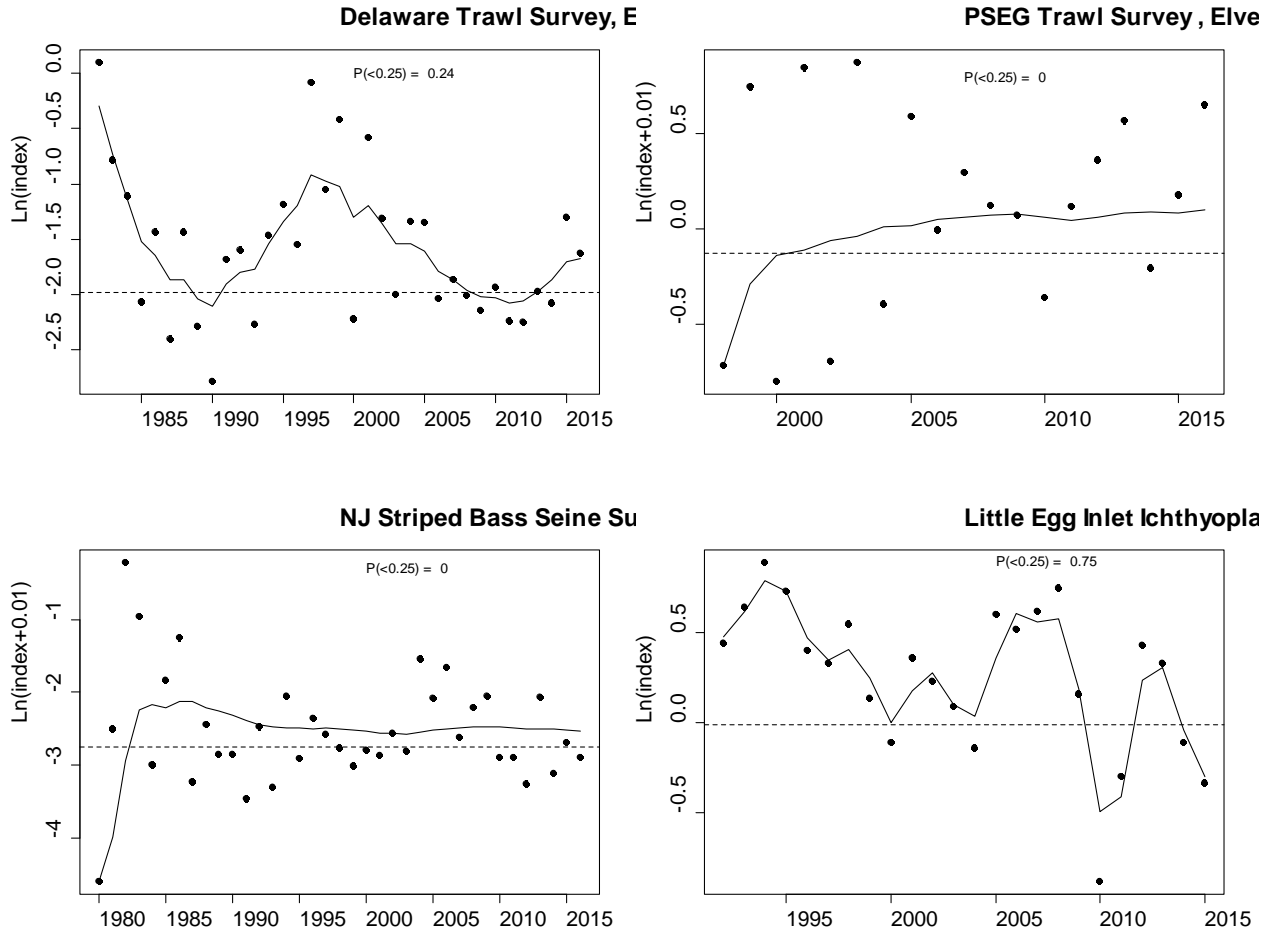 Delaware Trawl Survey, E
P(<0.25) = 0.24
Ln(index)
0.0
-0.5
-1.0
-1.5
-2.0
-2.5
1985 1990 1995 2000 2005 2010 2015
PSEG Trawl Survey , Elve
P(<0.25) = 0
Ln(index+0.01)
0.5
0.0
-0.5
2000 2005 2010 2015
NJ Striped Bass Seine Su
P(<0.25) = 0
Ln(index+0.01)
-1
-2
-3
-4
1980 1985 1990 1995 2000 2005 2010 2015
Little Egg Inlet Ichthyopla
P(<0.25) = 0.75
Ln(index)
0.5
0.0
-0.5
1995 2000 2005 2010 2015